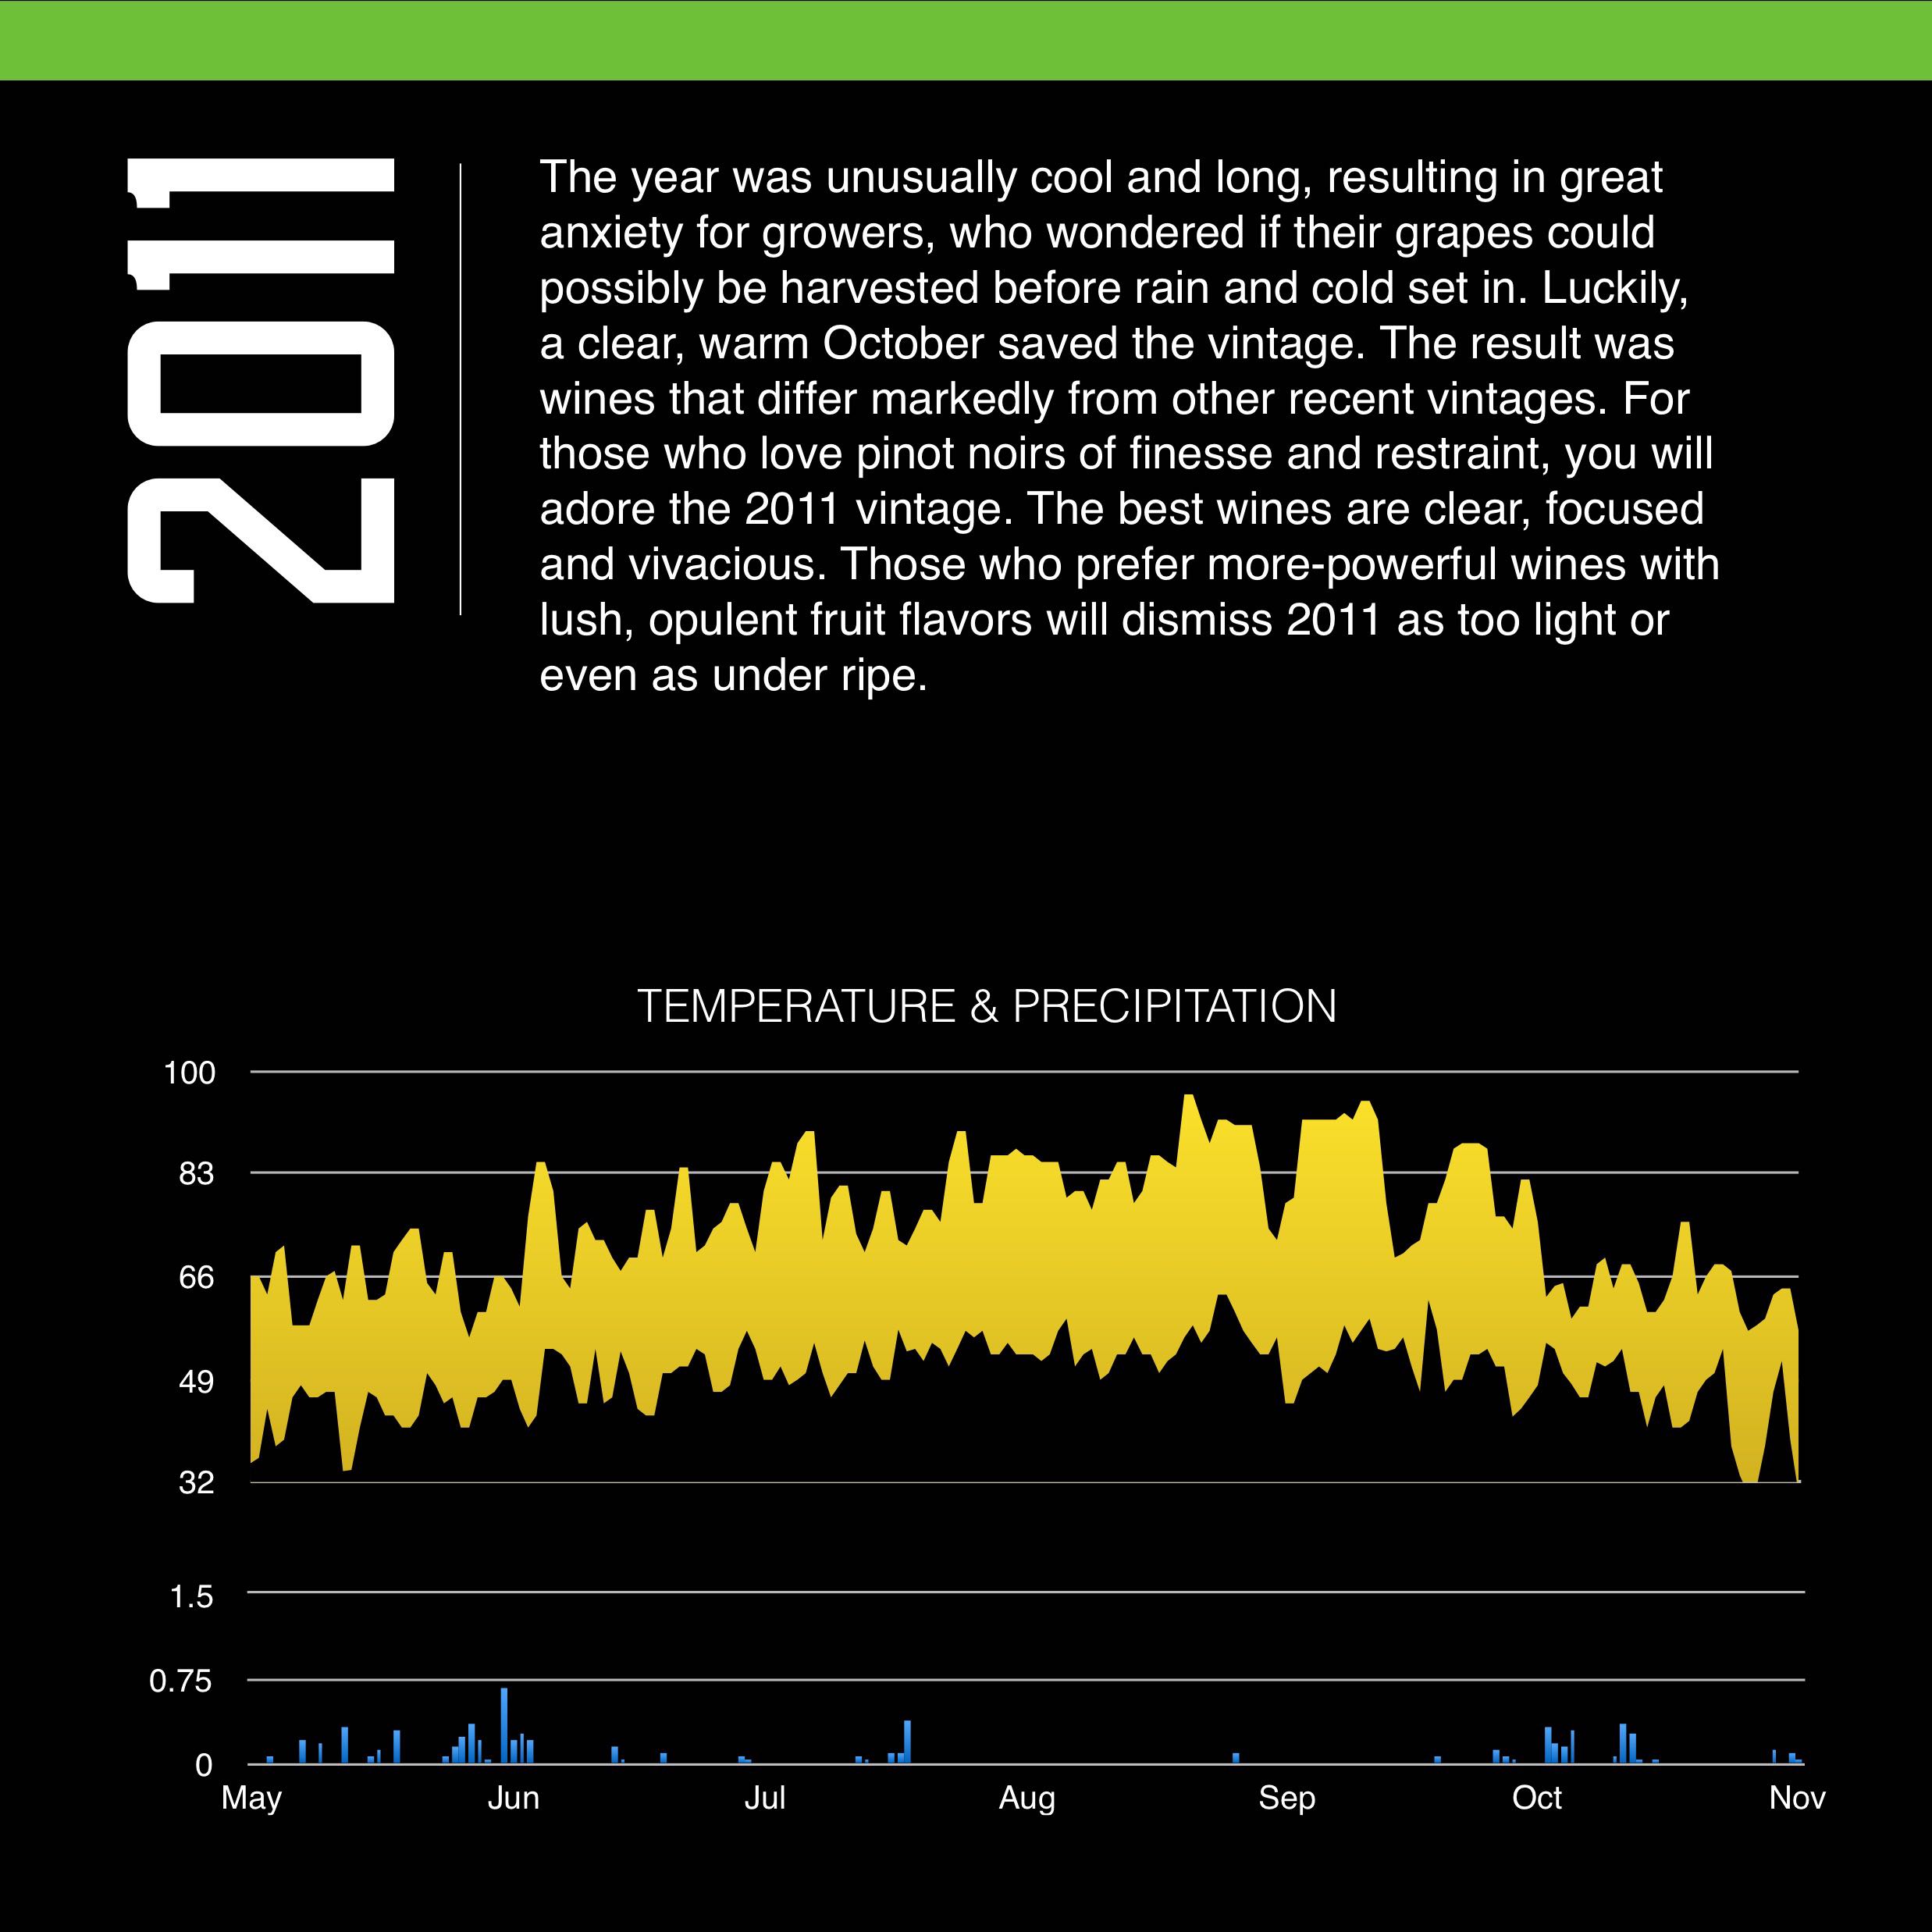 2011
The year was unusually cool and long, resulting in great
anxiety for growers, who wondered if their grapes could
possibly be harvested before rain and cold set in. Luckily,
a clear, warm October saved the vintage. The result was
wines that differ markedly from other recent vintages. For
those who love pinot noirs of finesse and restraint, you will
adore the 2011 vintage. The best wines are clear, focused
and vivacious. Those who prefer more-powerful wines with
lush, opulent fruit flavors will dismiss 2011 as too light or
even as under ripe.
TEMPERATURE & PRECIPITATION
100
83
66
49
32
1.5
0.75
0
May Jun Jul Aug Sep Oct Nov